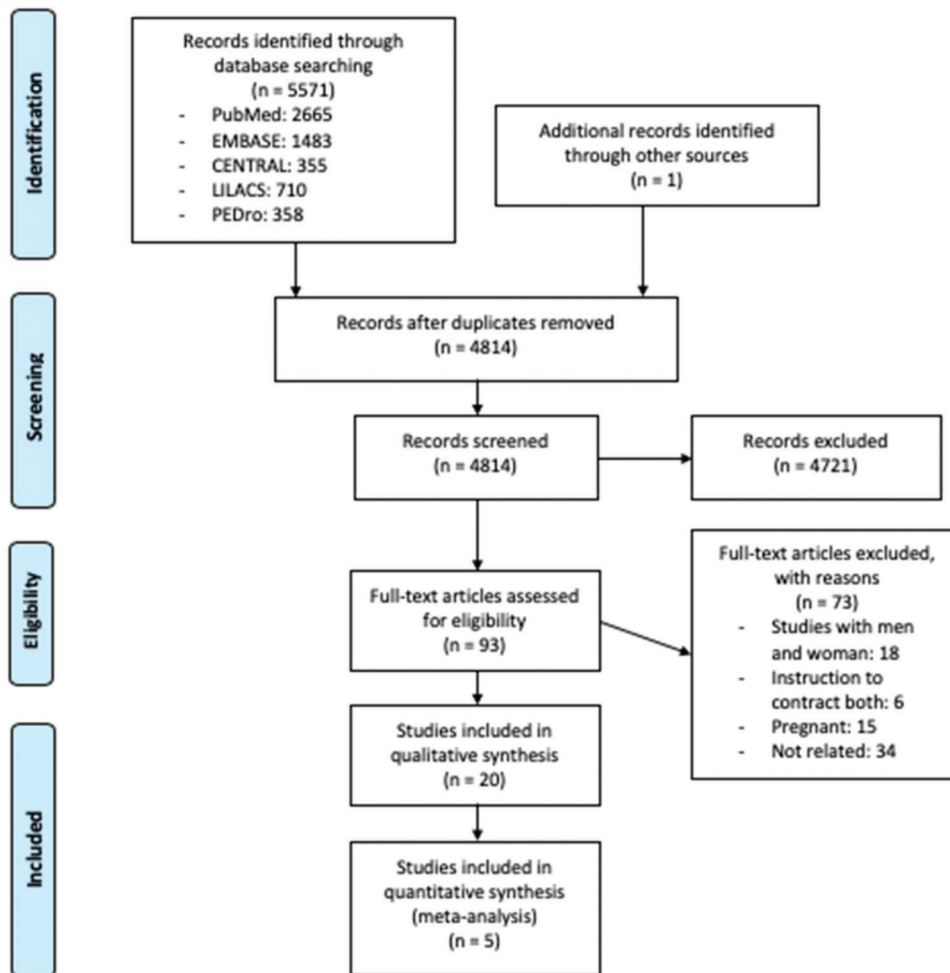 Identification
Records identified through
database searching
(n = 5571)
- PubMed: 2665
- EMBASE: 1483
- CENTRAL: 355
- LILACS: 710
- PEDro: 358
Additional records identified
through other sources
(n = 1)
Screening
Records after duplicates removed
(n = 4814)
Records screened
(n = 4814)
Records excluded
(n = 4721)
Eligibility
Full-text articles assessed
for eligibility
(n = 93)
Full-text articles excluded,
with reasons
(n = 73)
- Studies with men
and woman: 18
- Instruction to
contract both: 6
- Pregnant: 15
- Not related: 34
Included
Studies included in
qualitative synthesis
(n = 20)
Studies included in
quantitative synthesis
(meta-analysis)
(n = 5)